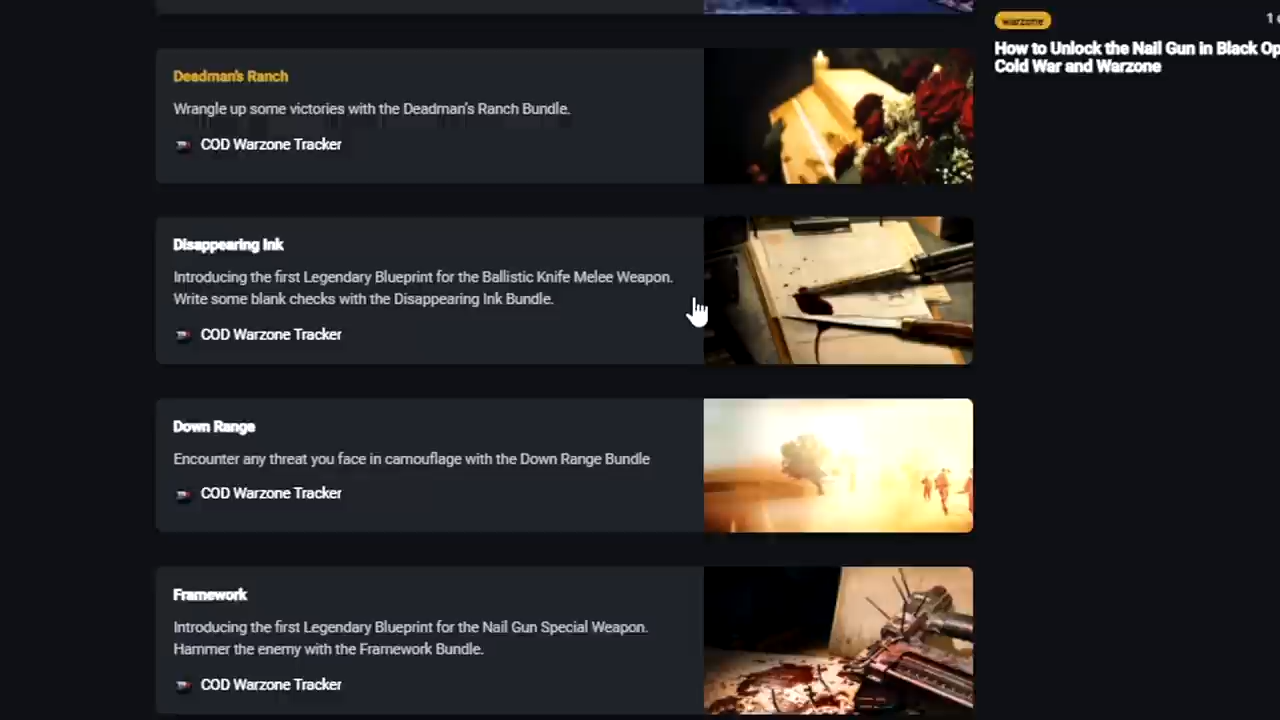 Deadman's Ranch
Wrangle up some victories with the Deadman's Ranch Bundle.
COD Warzone Tracker
Disappearing Ink
Introducing the first Legendary Blueprint for the Ballistic Knife Melee Weapon.
Write some blank checks with the Disappearing Ink Bundle.
COD Warzone Tracker
Down Range
Encounter any threat you face in camouflage with the Down Range Bundle
COD Warzone Tracker
Framework
Introducing the first Legendary Blueprint for the Nail Gun Special Weapon.
Hammer the enemy with the Framework Bundle.
COD Warzone Tracker
warzone
1
How to Unlock the Nail Gun in Black Op
Cold War and Warzone